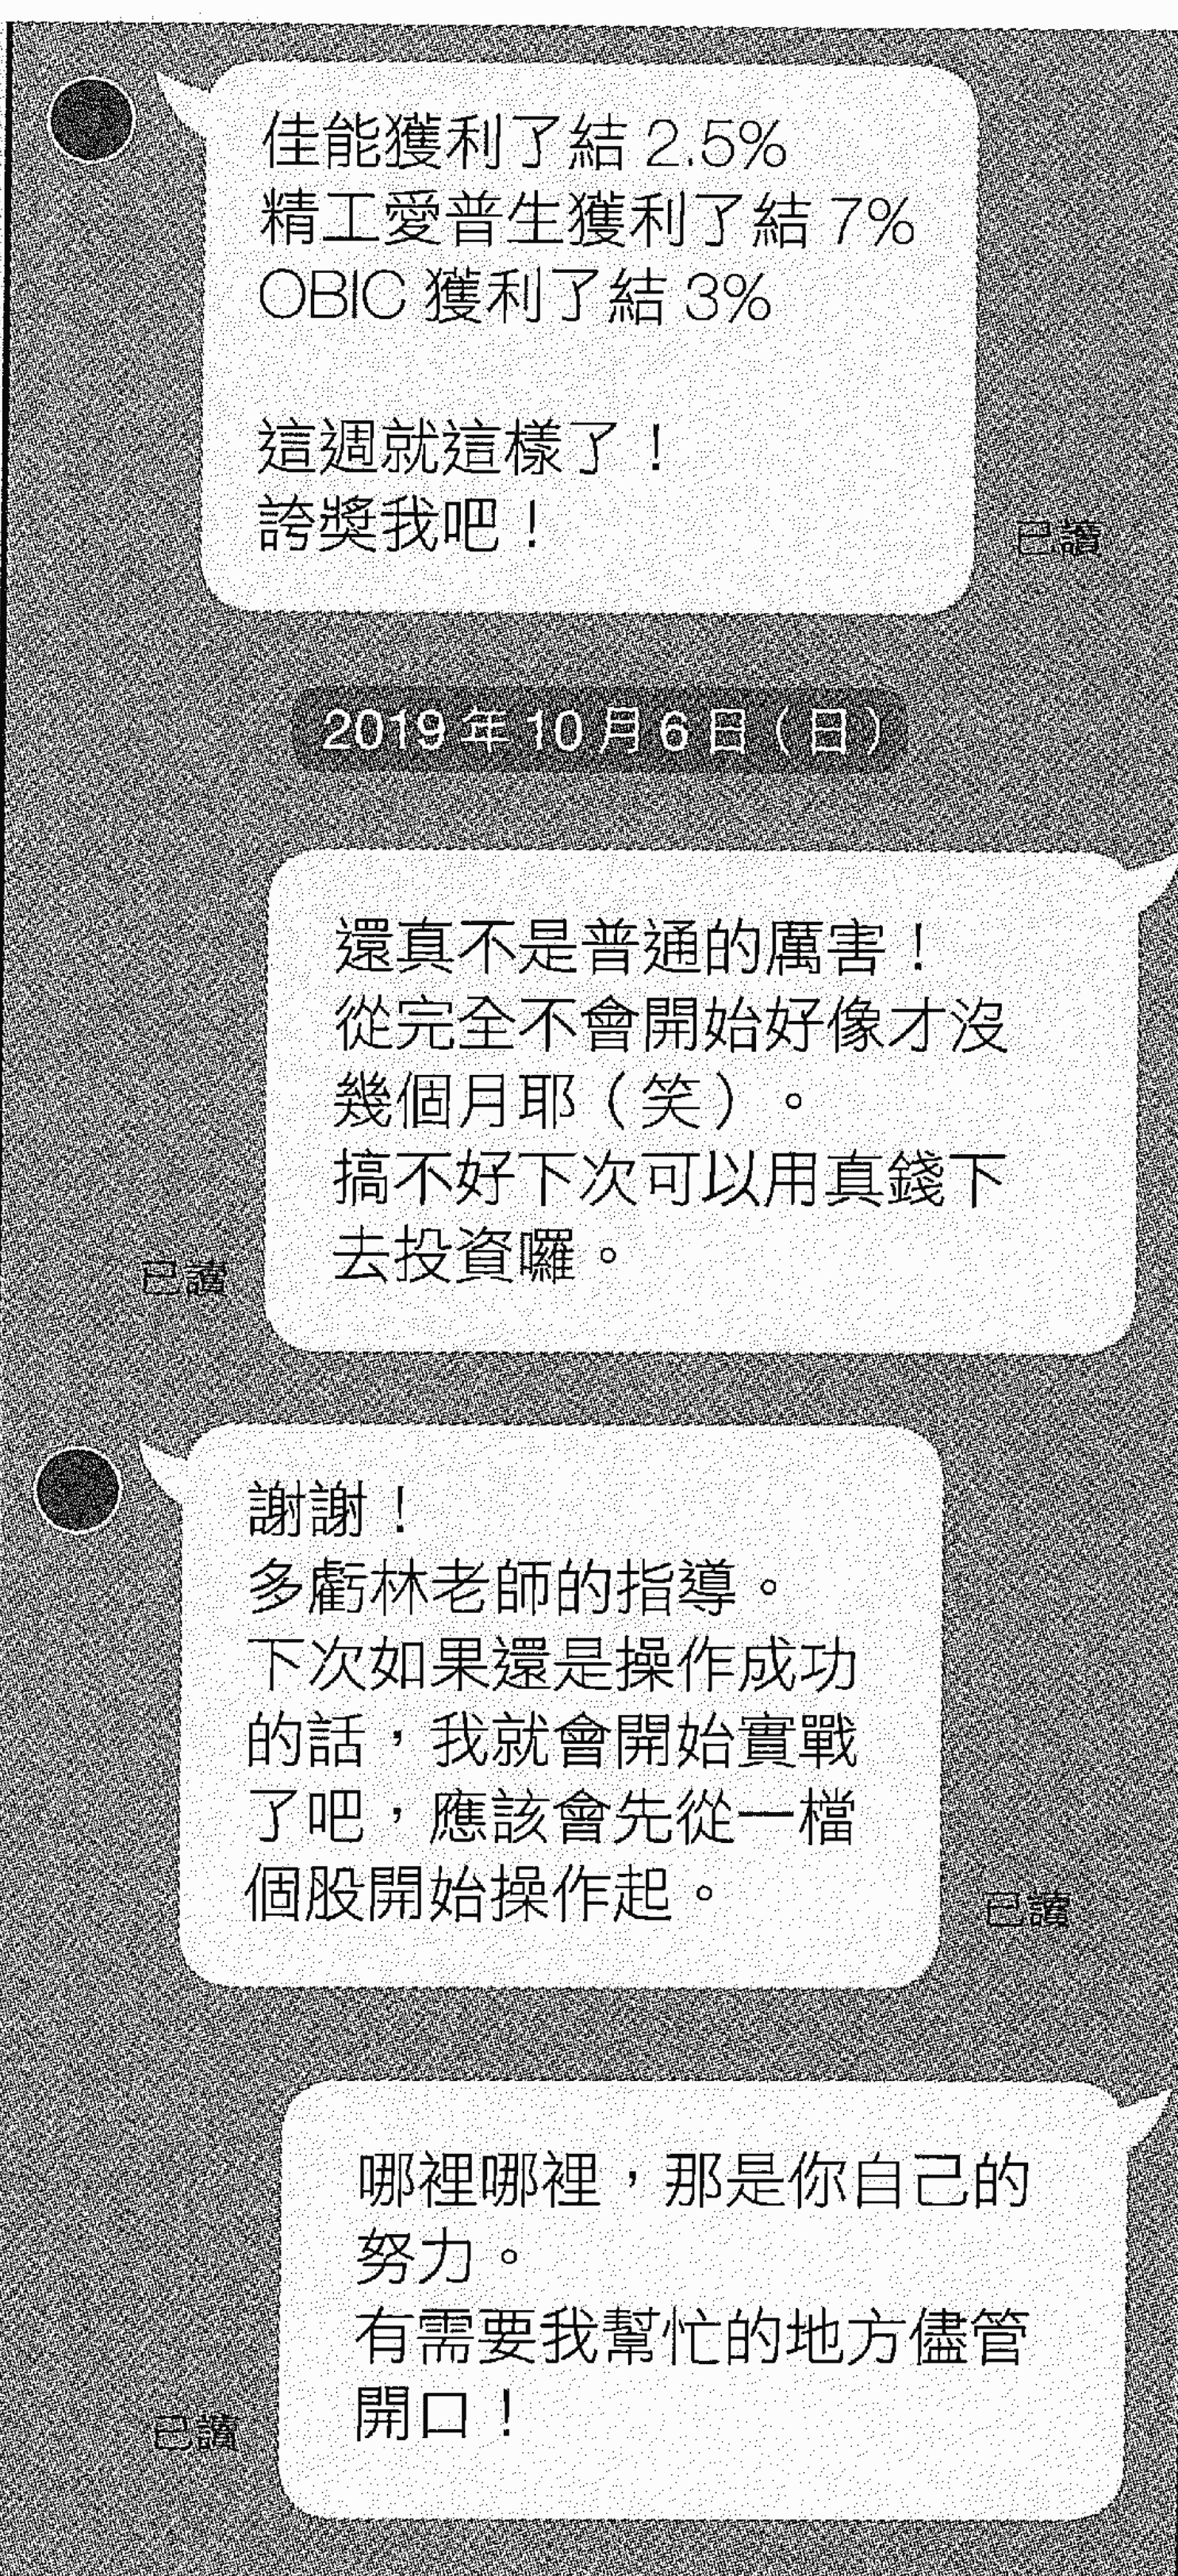 佳能獲利了結 2.5%
精工愛普生獲利了結 7%
OBIC 獲利了結 3%
這週就這樣了！
誇獎我吧！
已讀
2019 年 10 月 6 日（日）
還真不是普通的厲害！
從完全不會開始好像才沒
幾個月耶（笑）。
搞不好下次可以用真錢下
去投資囉。
已讀
謝謝！
多虧林老師的指導。
下次如果還是操作成功
的話，我就會開始實戰
了吧，應該會先從一檔
個股開始操作起。
已讀
哪裡哪裡，那是你自己的
努力。
有需要我幫忙的地方儘管
開口！
已讀